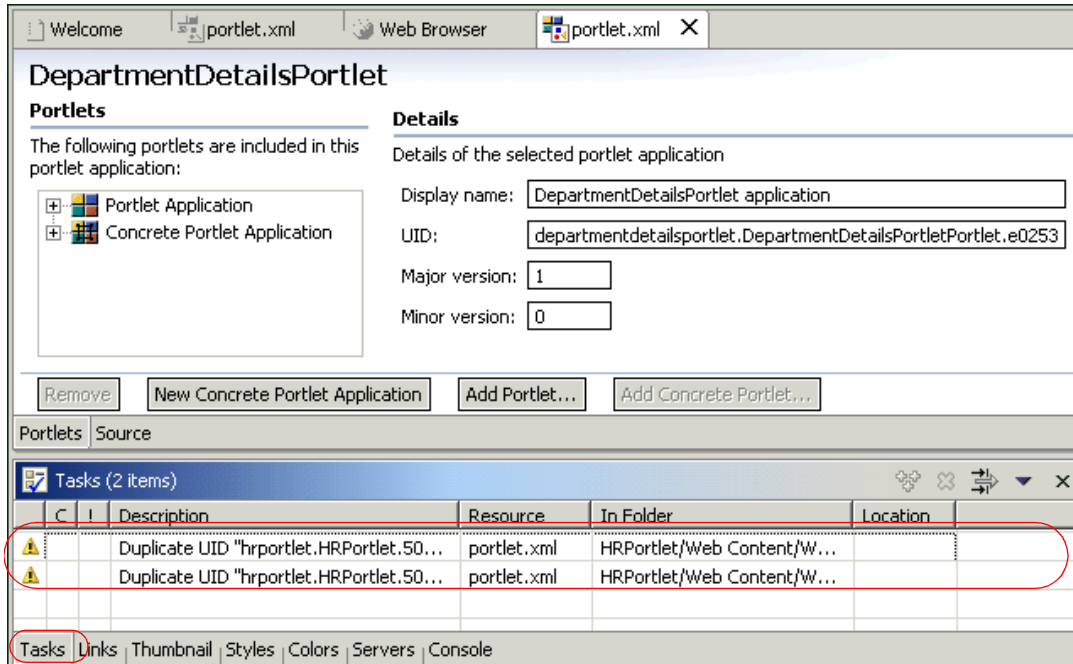 Welcome portlet.xml Web Browser portlet.xml X
DepartmentDetailsPortlet
Portlets
The following portlets are included in this
portlet application:
Portlet Application
Concrete Portlet Application
Details
Details of the selected portlet application
Display name: DepartmentDetailsPortlet application
UID: departmentdetailsportlet.DepartmentDetailsPortletPortlet.e0253
Major version: 1
Minor version: 0
Remove New Concrete Portlet Application Add Portlet... Add Concrete Portlet...
Portlets Source
Tasks (2 items)
C ! Description Resource In Folder Location
Duplicate UID "hrportlet.HRPortlet.50... portlet.xml HRPortlet/Web Content/W...
Duplicate UID "hrportlet.HRPortlet.50... portlet.xml HRPortlet/Web Content/W...
Tasks Links Thumbnail Styles Colors Servers Console